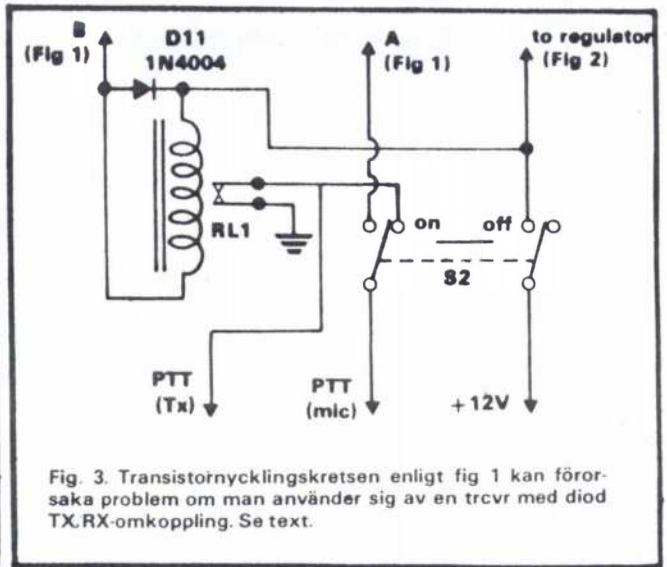 B
(Fig 1)
D11
1N4004
A
(Fig 1)
to regulator
(Fig 2)
RL1
on
off
S2
PTT
(Tx)
PTT
(mic)
+12V
Fig. 3. Transistornycklingskretsen enligt fig 1 kan föror-
saka problem om man använder sig av en trcvr med diod
TX.RX-omkoppling. Se text.